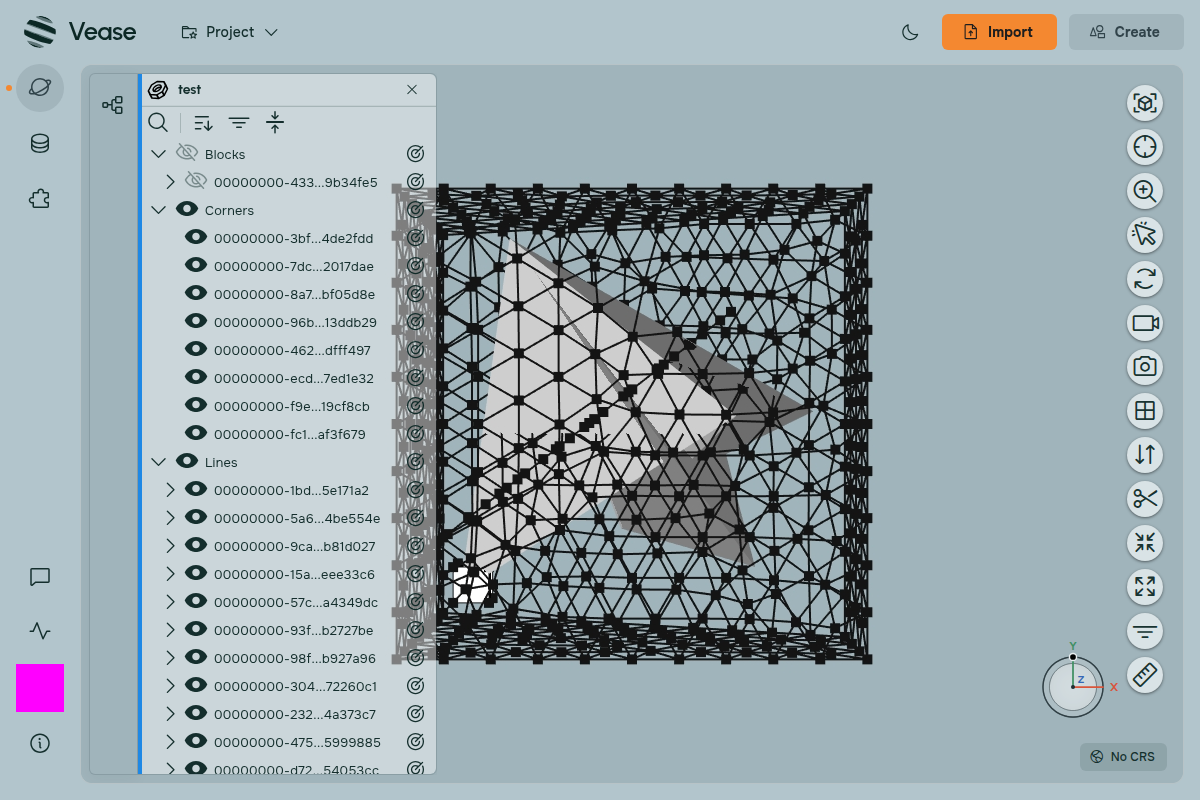 Vease
Project
Import
Create
test
Blocks
00000000-433...9b34fe5
Corners
00000000-3bf...4de2fdd
00000000-7dc...2017dae
00000000-8a7...bf05d8e
00000000-96b...13ddb29
00000000-462...dfff497
00000000-ecd...7ed1e32
00000000-f9e...19cf8cb
00000000-fc1...af3f679
Lines
00000000-1bd...5e171a2
00000000-5a6...4be554e
00000000-9ca...b81d027
00000000-15a...eee33c6
00000000-57c...a4349dc
00000000-93f...b2727be
00000000-98f...b927a96
00000000-304...72260c1
00000000-232...4a373c7
00000000-475...5999885
00000000-d72...54053cc
Y
Z
X
No CRS